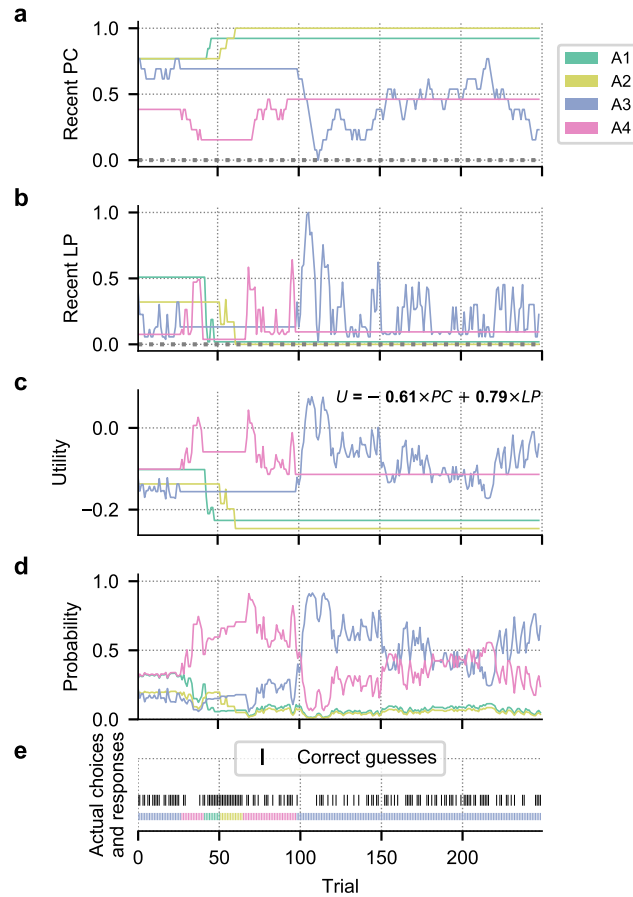 a
1.0
0.5
0.0
Recent PC
A1
A2
A3
A4
b
1.0
0.5
0.0
Recent LP
c
U = − 0.61×PC + 0.79×LP
0.0
−0.2
Utility
d
1.0
0.5
0.0
Probability
e
Correct guesses
Actual choices
and responses
0
50
100
150
200
Trial